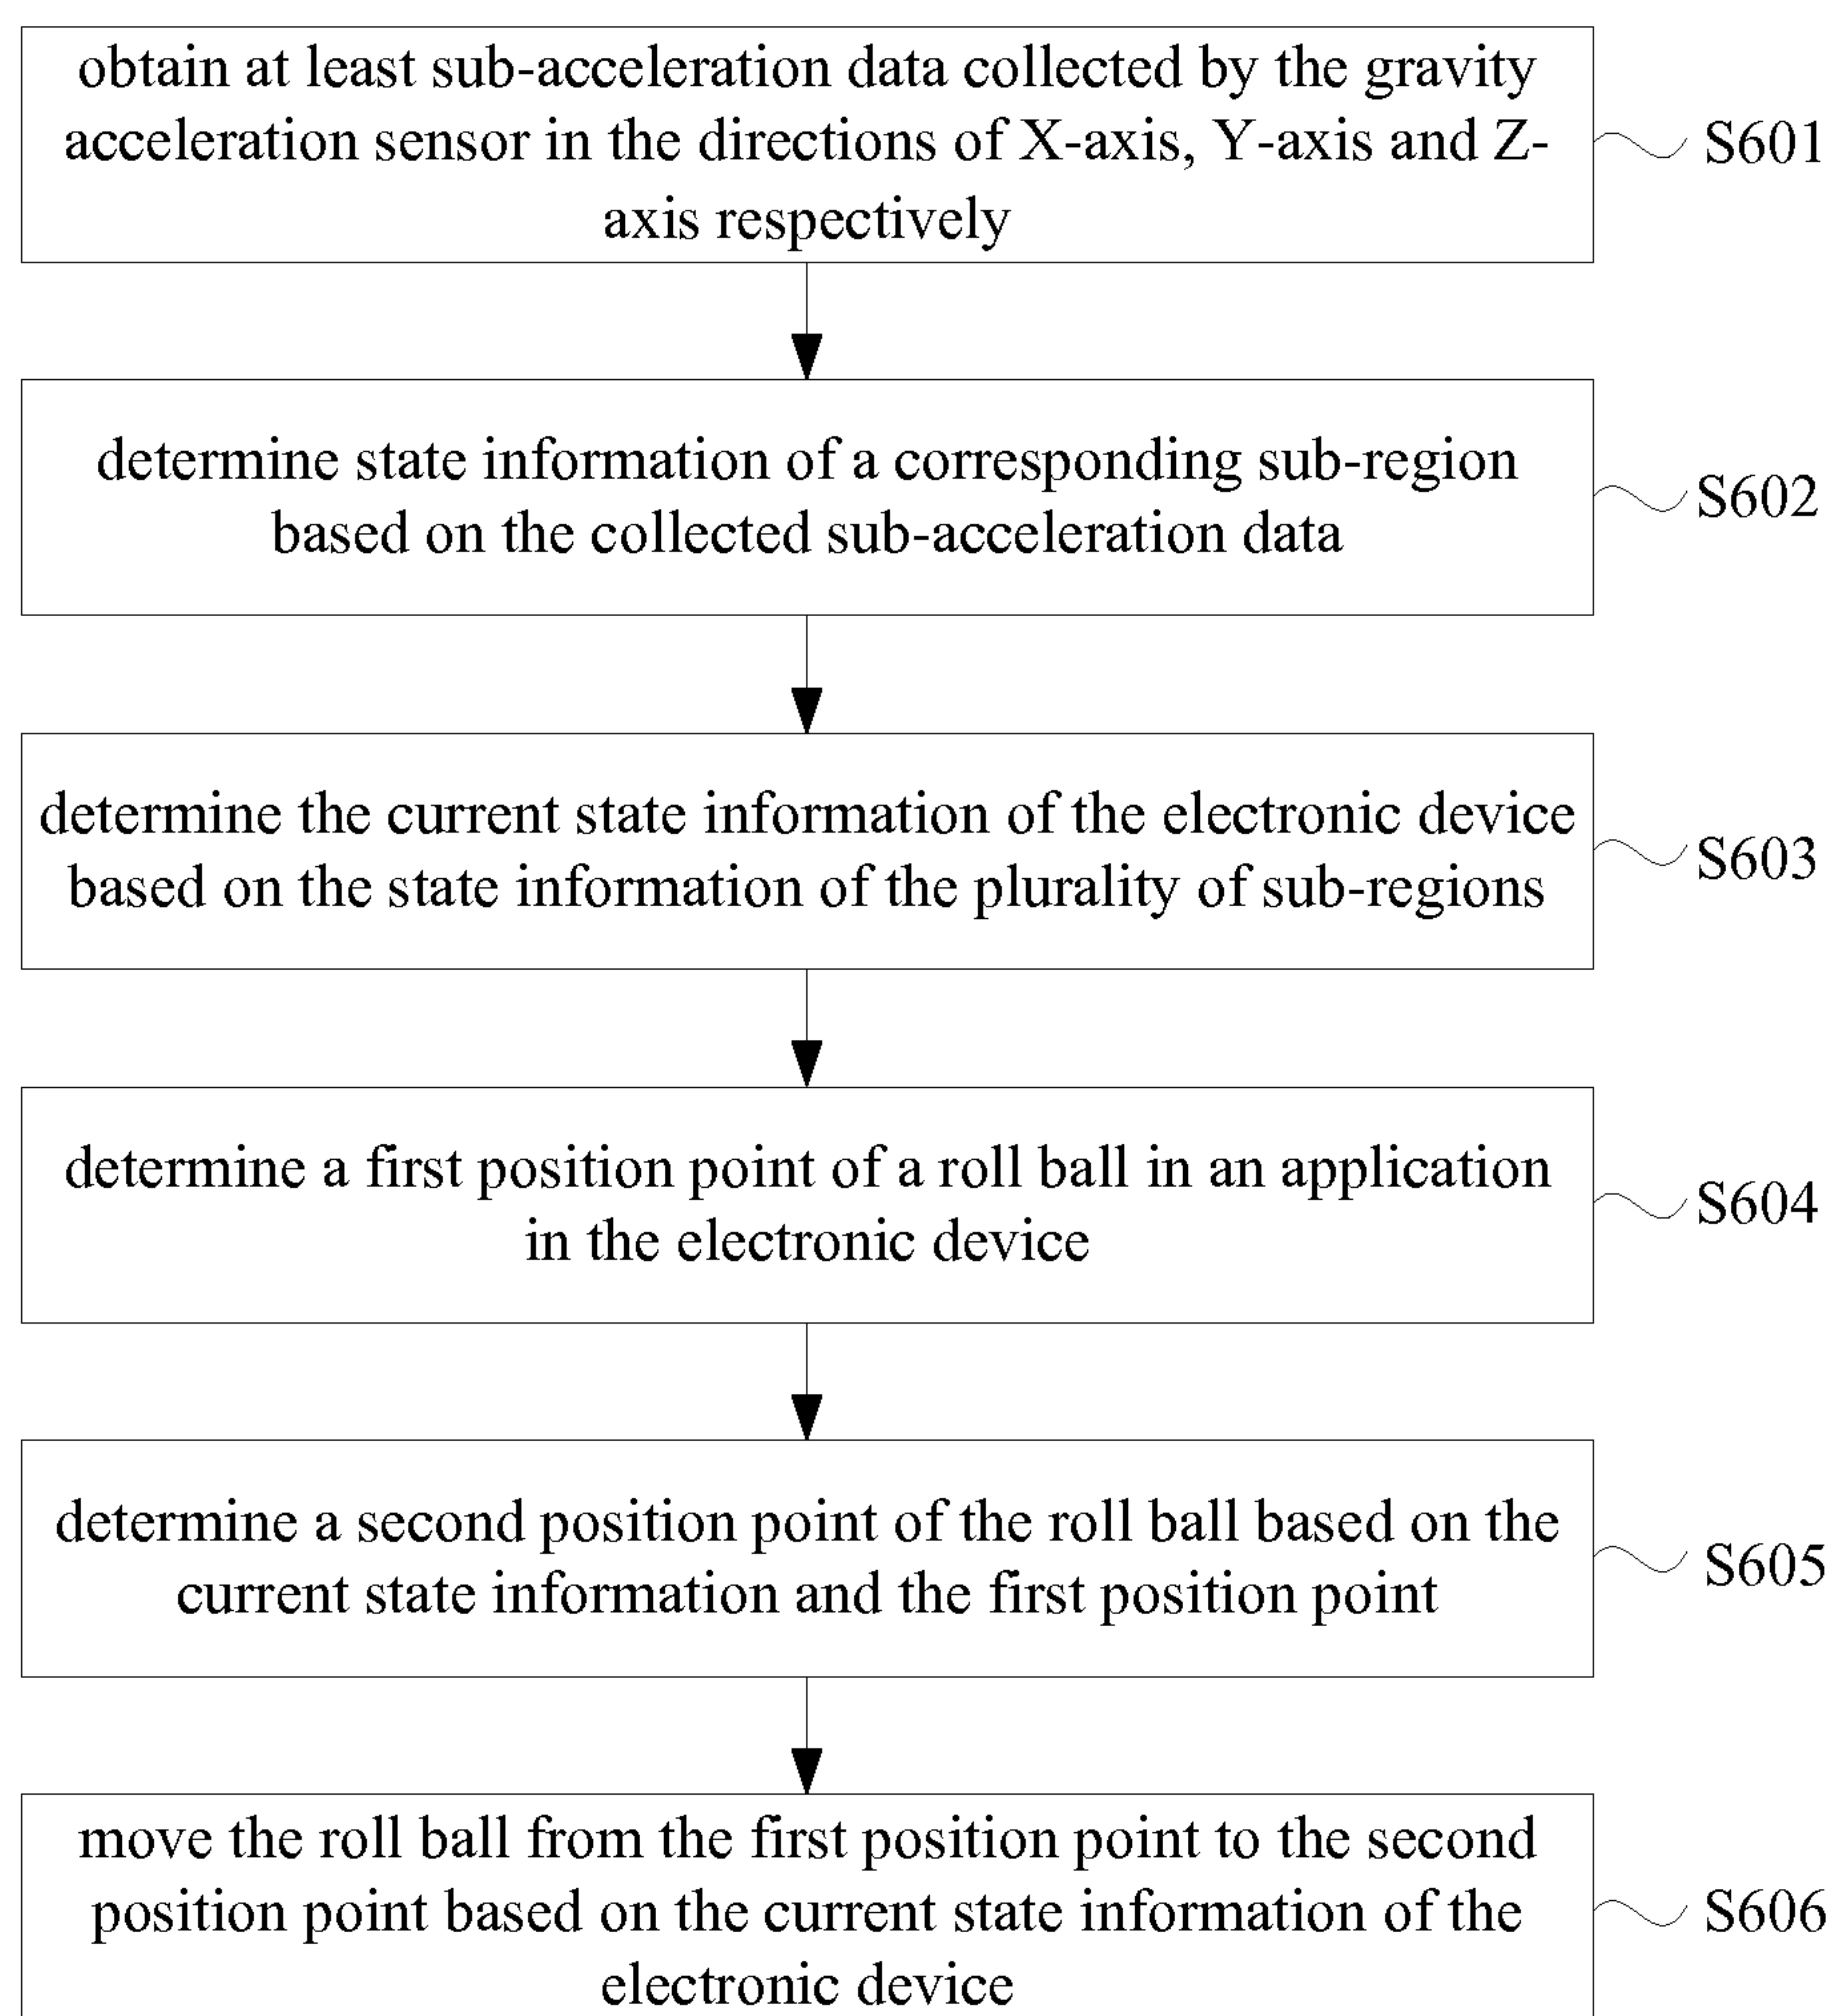 obtain at least sub-acceleration data collected by the gravity
acceleration sensor in the directions of X-axis, Y-axis and Z-
axis respectively
S601
determine state information of a corresponding sub-region
based on the collected sub-acceleration data
S602
determine the current state information of the electronic device
based on the state information of the plurality of sub-regions
S603
determine a first position point of a roll ball in an application
in the electronic device
S604
determine a second position point of the roll ball based on the
current state information and the first position point
S605
move the roll ball from the first position point to the second
position point based on the current state information of the
electronic device
S606